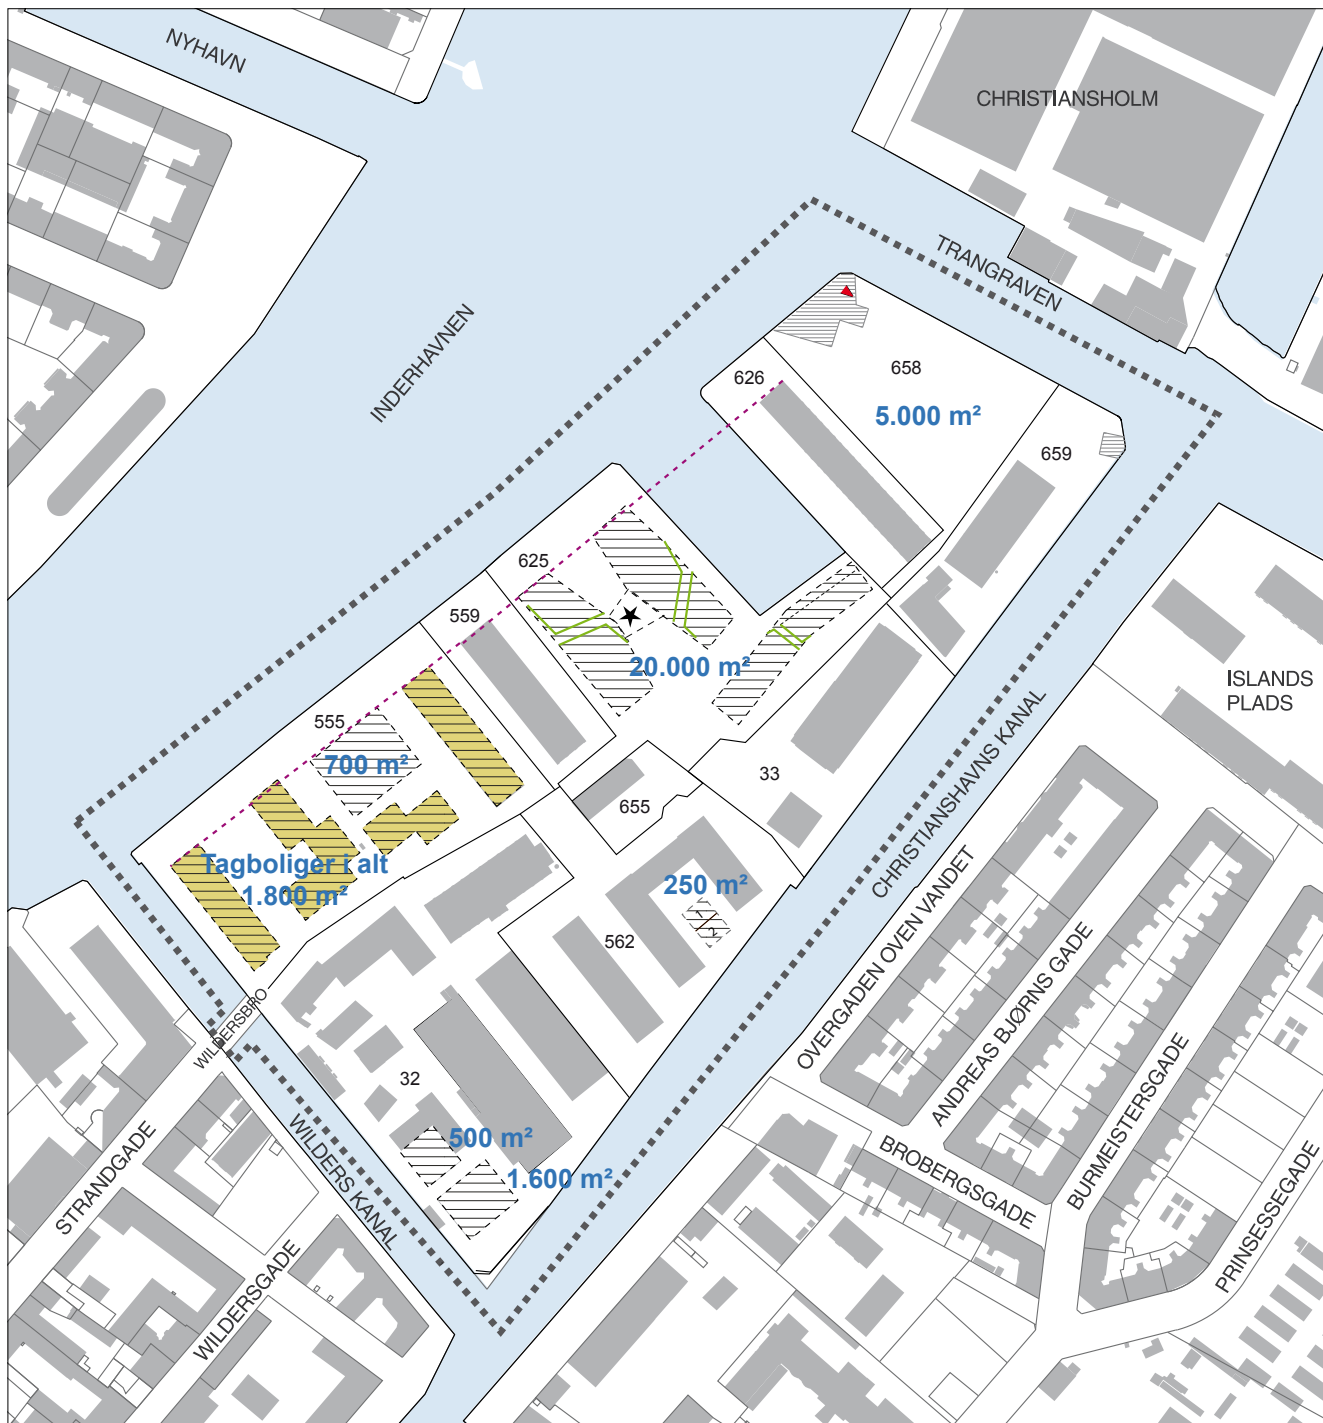 NYHAVN
CHRISTIANSHOLM
TRANGRAVEN
INDERHAVNEN
658
626
5.000 m²
659
625
559
20.000 m²
ISLANDS
PLADS
555
700 m²
33
655
CHRISTIANSHAVNS KANAL
Tagboliger i alt
1.800 m²
250 m²
562
OVERGADEN OVEN VANDET
ANDREAS BJØRNS GADE
WILDERSBRO
32
500 m²
1.600 m²
BROBERGSGADE
BURMEISTERSGADE
PRINSESSEGADE
STRANDGADE
WILDERS KANAL
WILDERSGADE